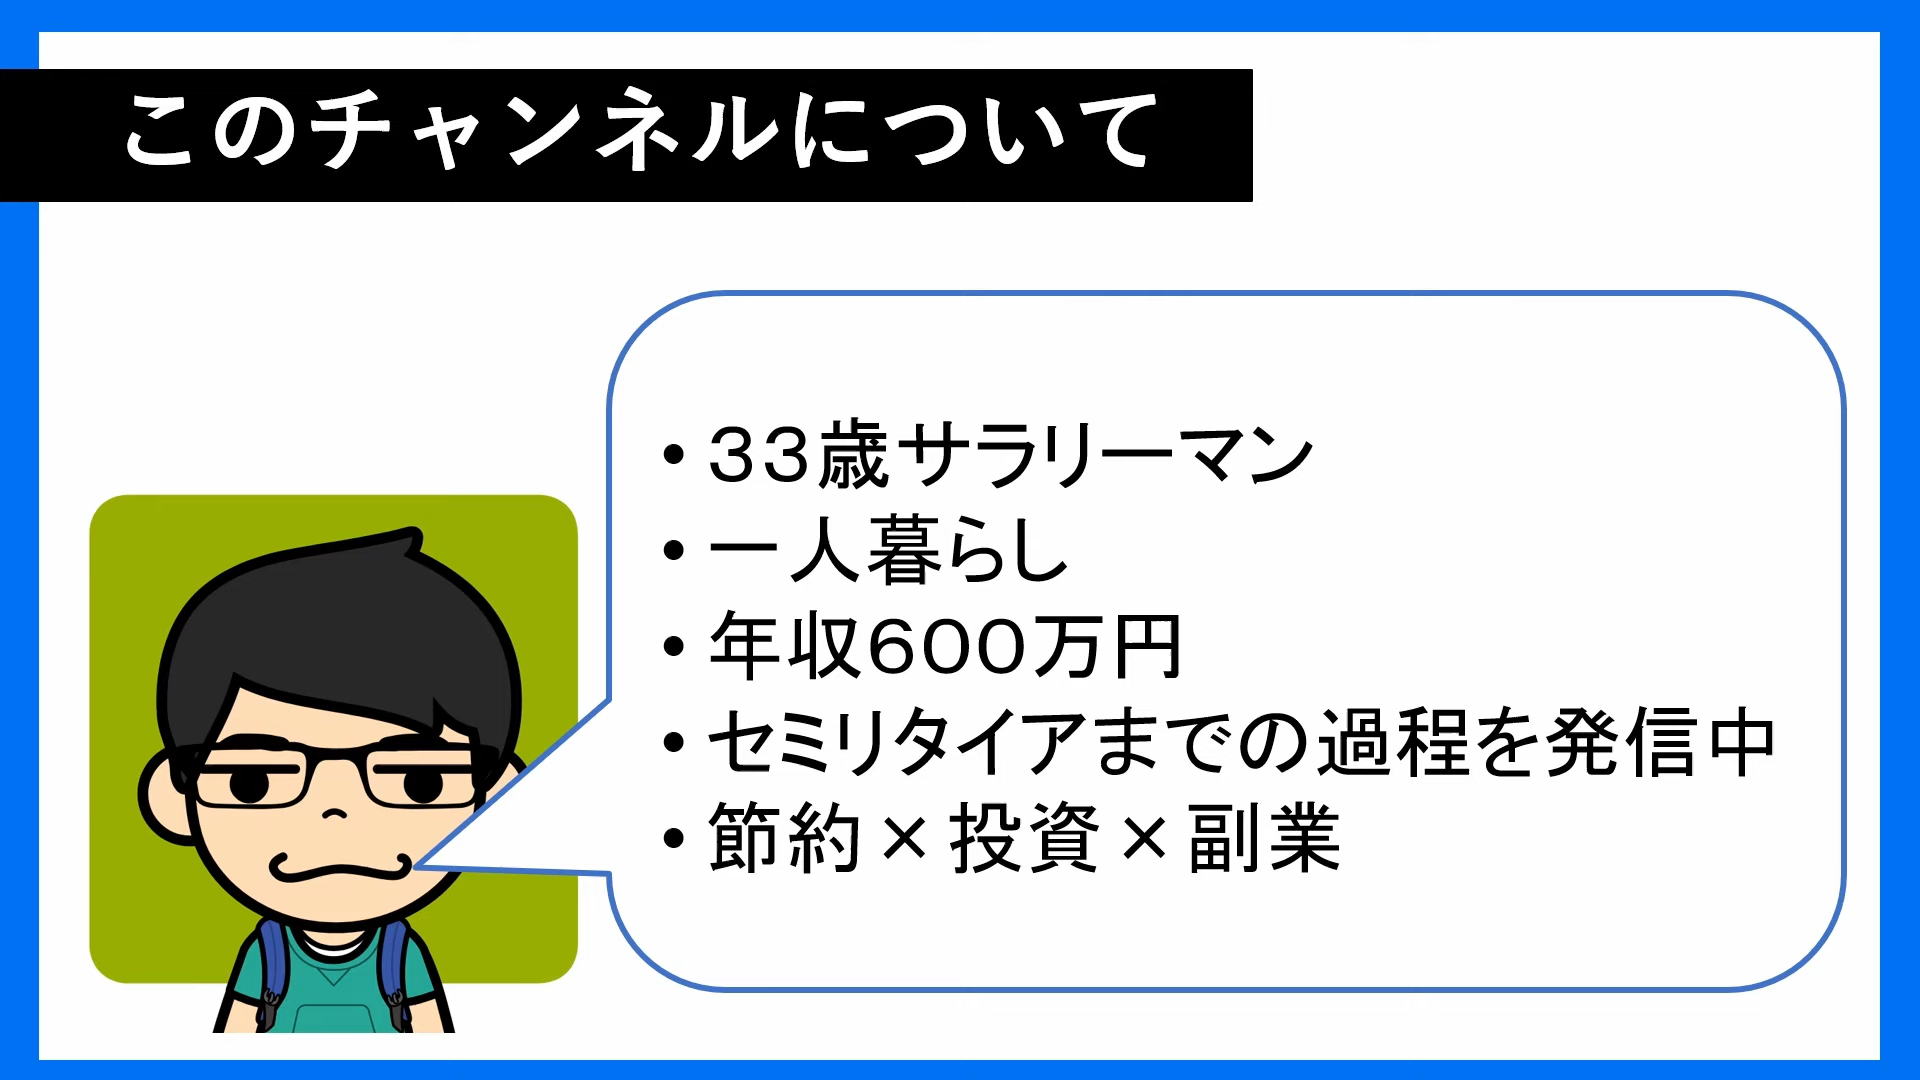 このチャンネルについて
• 33歳サラリーマン
• 一人暮らし
• 年収600万円
• セミリタイアまでの過程を発信中
• 節約×投資×副業